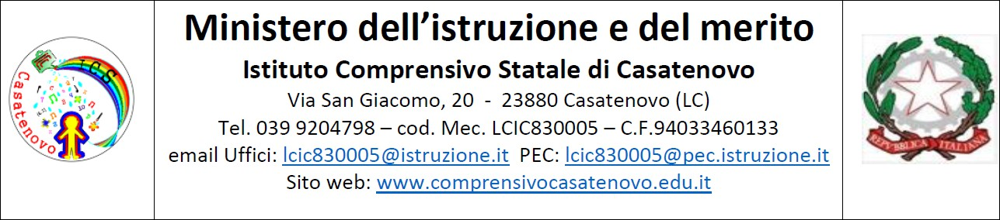 ICS
Casatenovo
Ministero dell’istruzione e del merito
Istituto Comprensivo Statale di Casatenovo
Via San Giacomo, 20 - 23880 Casatenovo (LC)
Tel. 039 9204798 – cod. Mec. LCIC830005 – C.F.94033460133
email Uffici: lcic830005@istruzione.it PEC: lcic830005@pec.istruzione.it
Sito web: www.comprensivocasatenovo.edu.it
REPVBBLICA ITALIANA